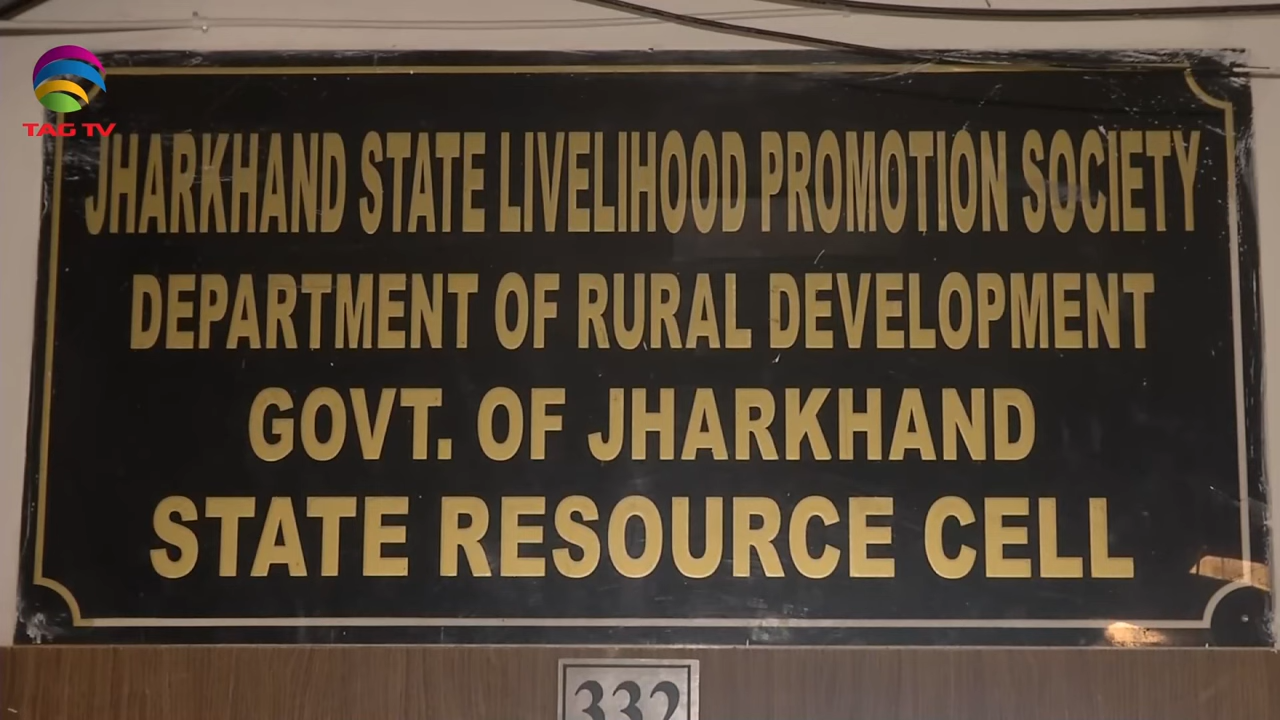 TAG TV
JHARKHAND STATE LIVELIHOOD PROMOTION SOCIETY
DEPARTMENT OF RURAL DEVELOPMENT
GOVT. OF JHARKHAND
STATE RESOURCE CELL
332